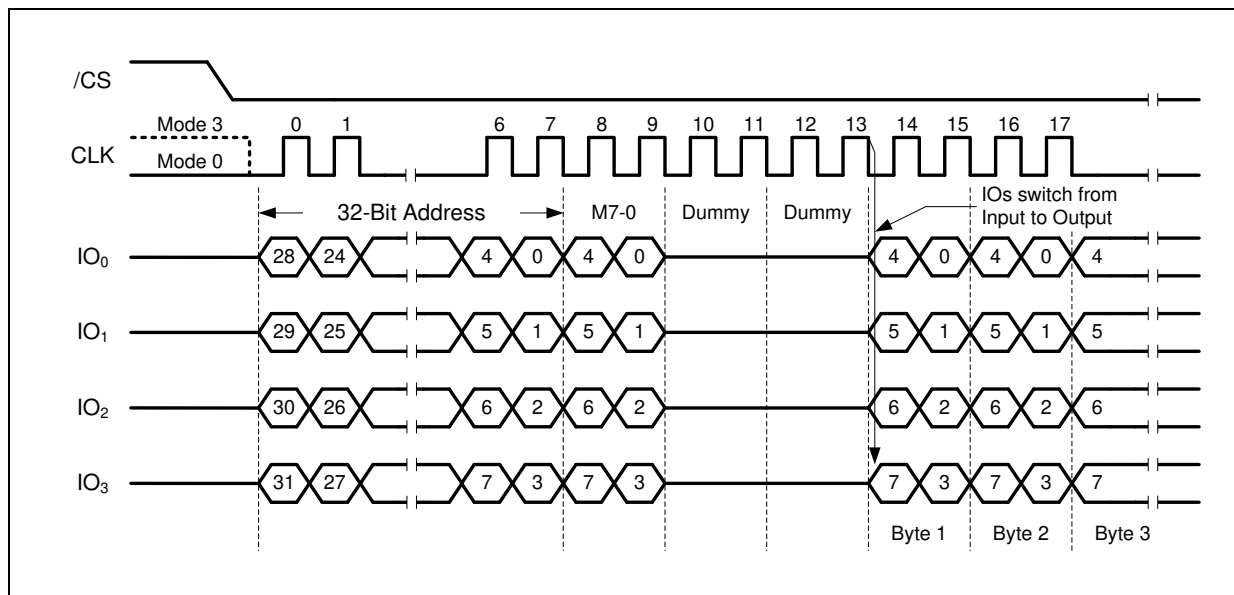 /CS
Mode 3
CLK
Mode 0
0 1 6 7 8 9 10 11 12 13 14 15 16 17
32-Bit Address M7-0 Dummy Dummy
IOs switch from
Input to Output
IO₀ 28 24 4 0 4 0 4 0 4 0 4
IO₁ 29 25 5 1 5 1 5 1 5 1 5
IO₂ 30 26 6 2 6 2 6 2 6 2 6
IO₃ 31 27 7 3 7 3 7 3 7 3 7
Byte 1 Byte 2 Byte 3